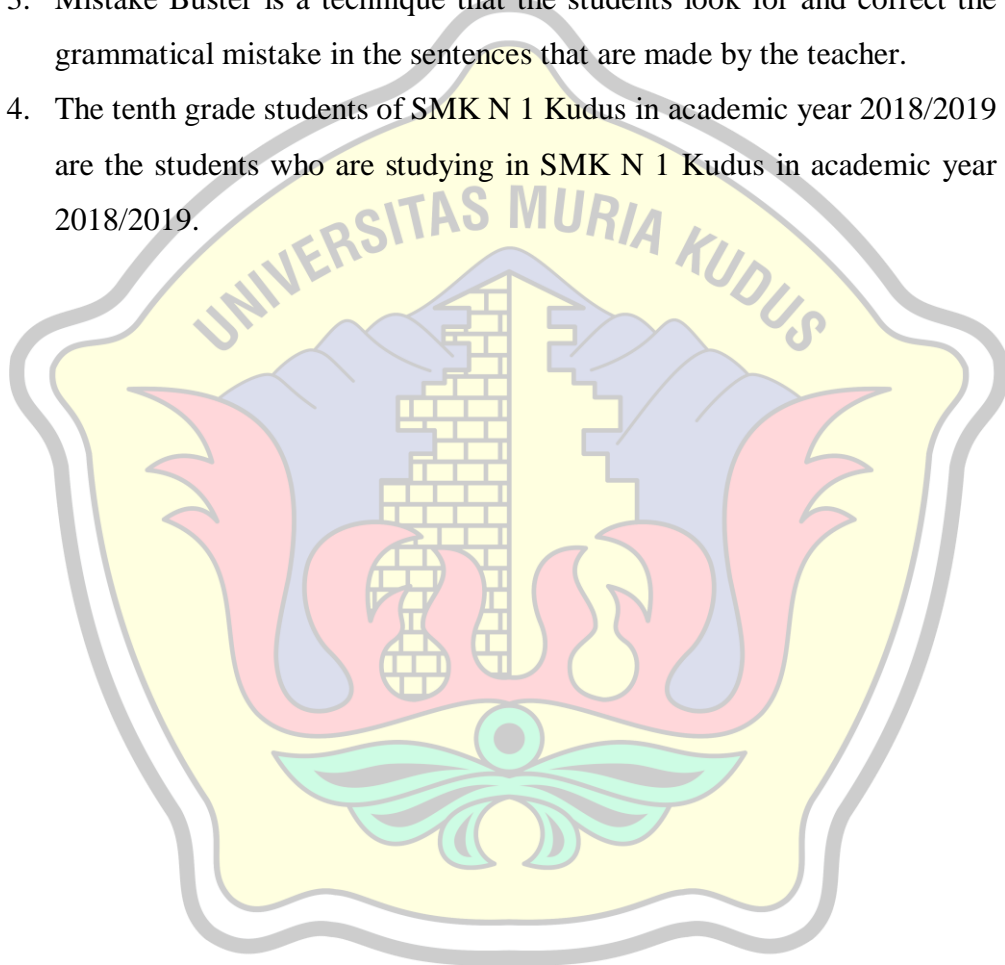 3. Mistake Buster is a technique that the students look for and correct the
grammatical mistake in the sentences that are made by the teacher.
4. The tenth grade students of SMK N 1 Kudus in academic year 2018/2019
are the students who are studying in SMK N 1 Kudus in academic year
2018/2019.
UNIVERSITAS MURIA KUDUS